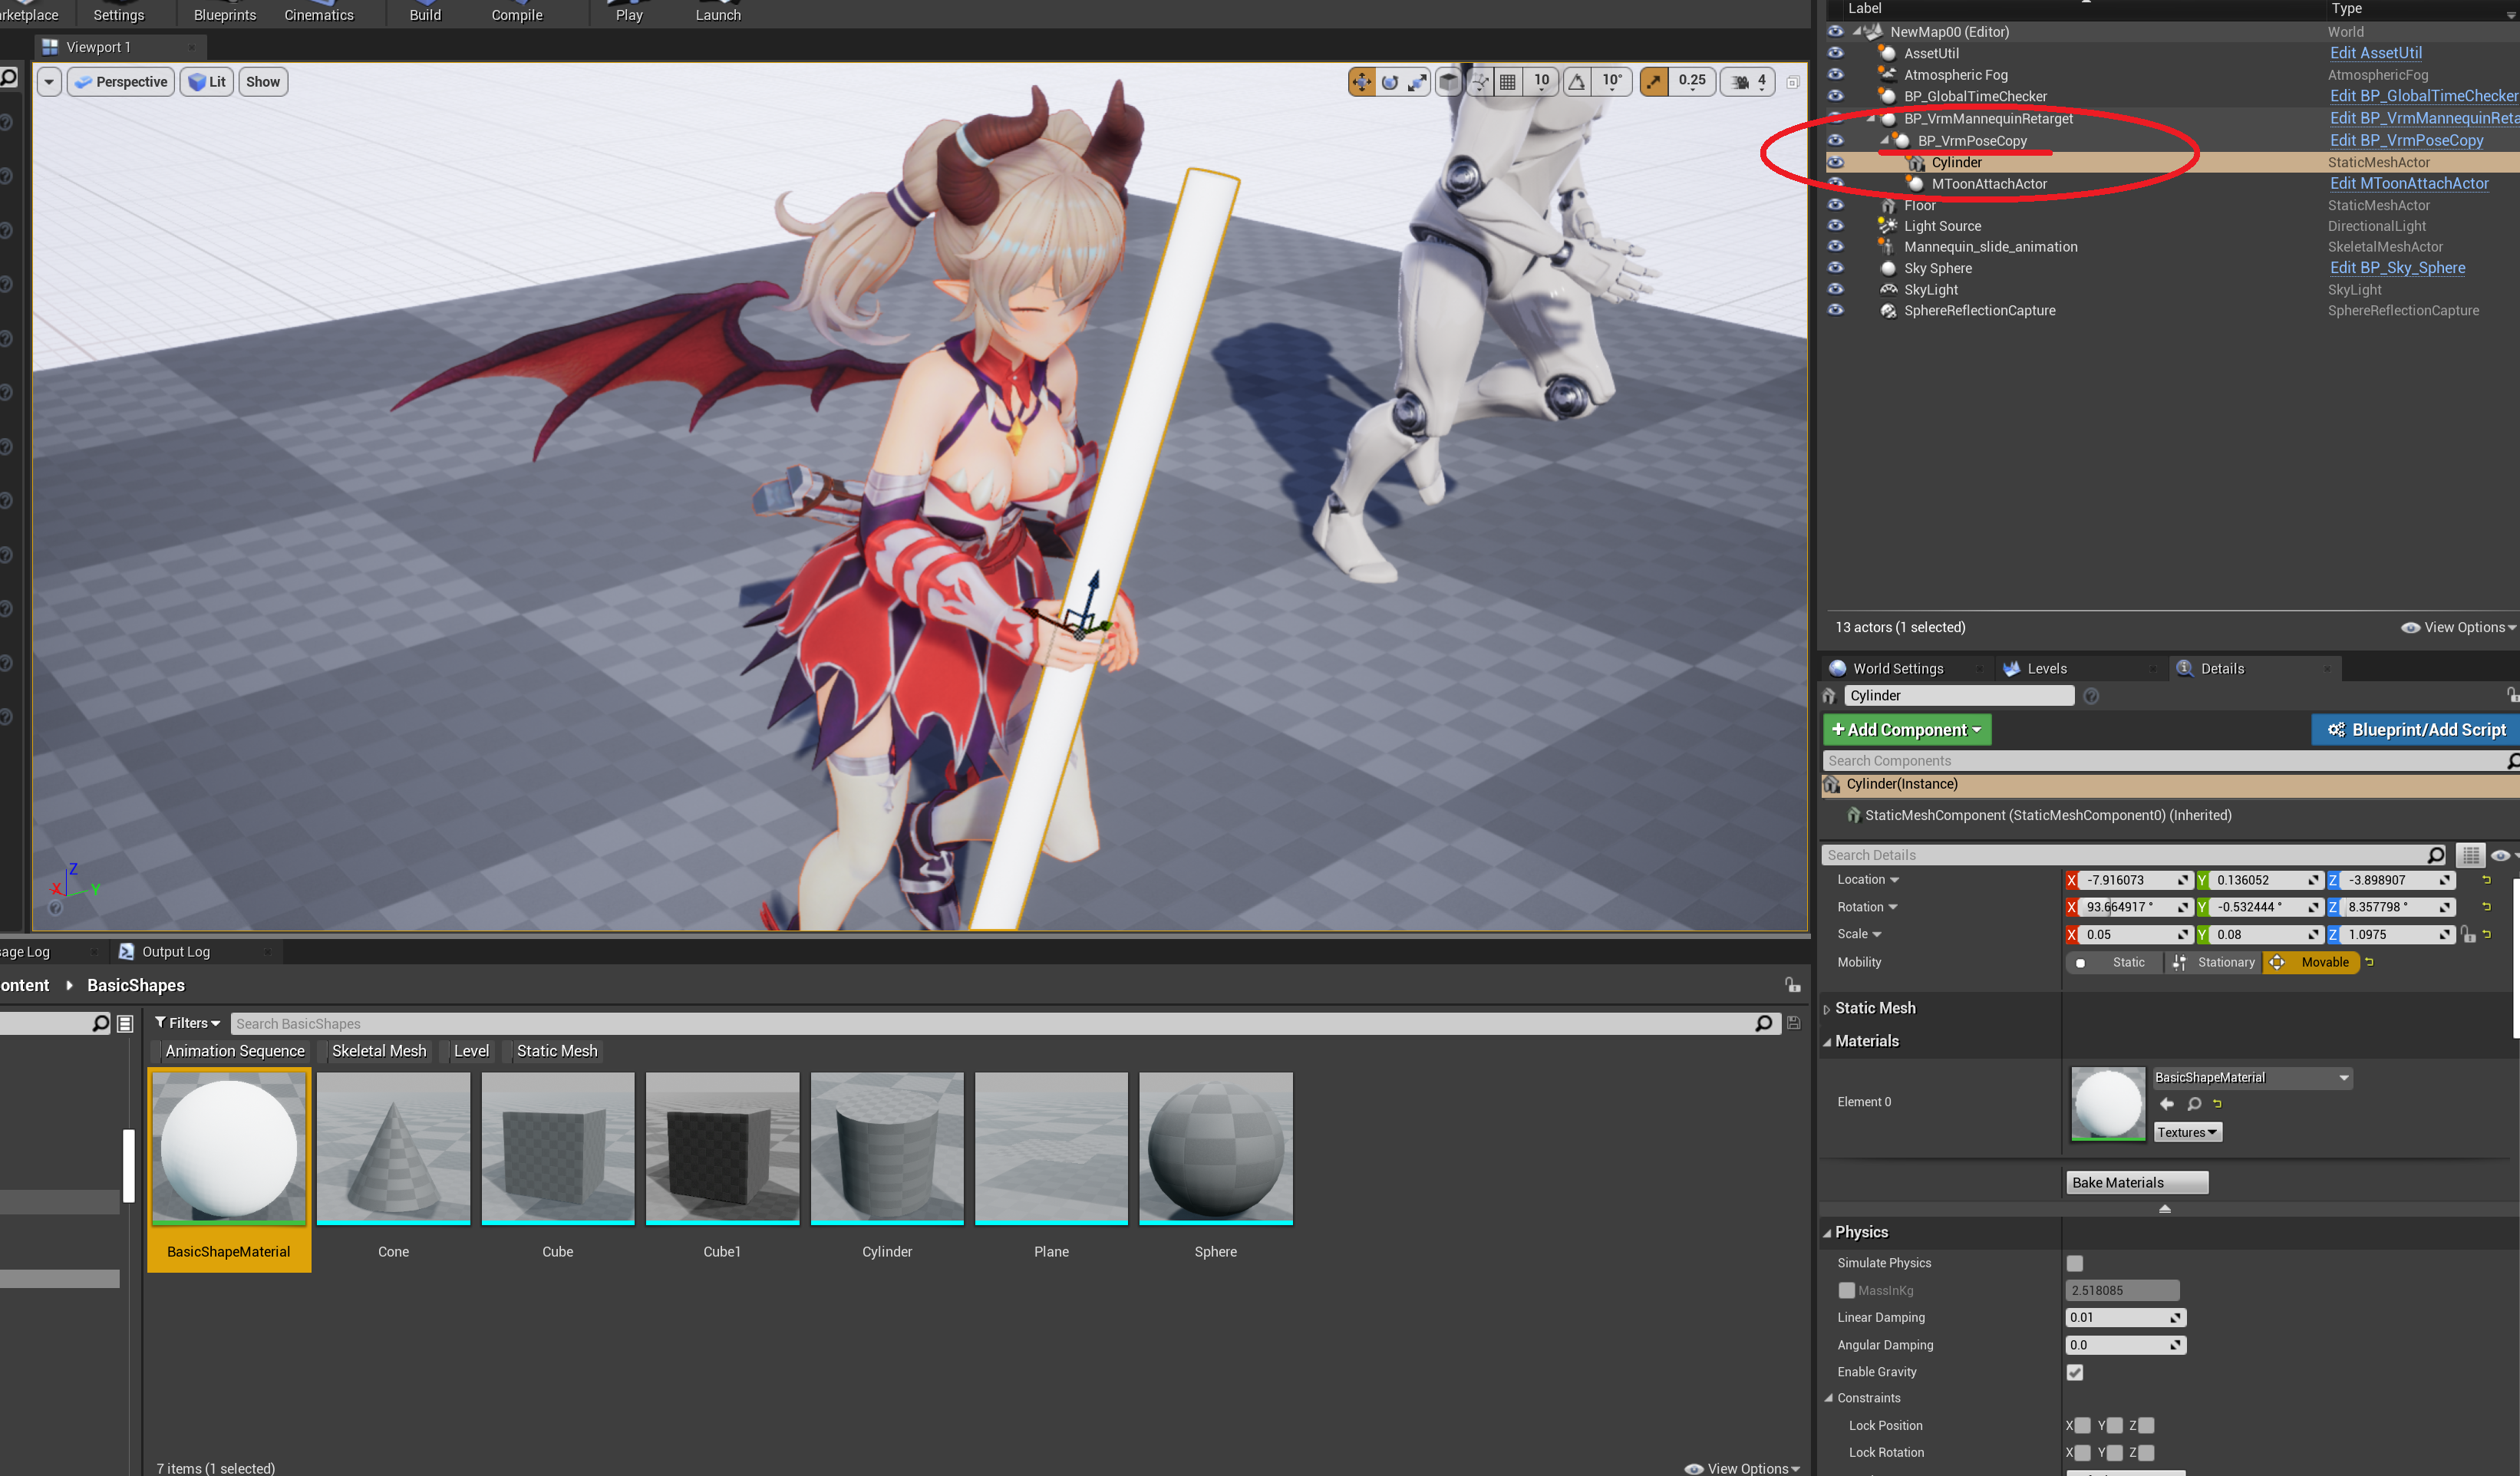 rketplace Settings Blueprints Cinematics Build Compile Play Launch
Viewport 1
Perspective Lit Show
10 10° 0.25 4
Z
X Y
Label Type
NewMap00 (Editor) World
AssetUtil Edit AssetUtil
Atmospheric Fog AtmosphericFog
BP_GlobalTimeChecker Edit BP_GlobalTimeChecker
BP_VrmMannequinRetarget Edit BP_VrmMannequinReta
BP_VrmPoseCopy Edit BP_VrmPoseCopy
Cylinder StaticMeshActor
MToonAttachActor Edit MToonAttachActor
Floor StaticMeshActor
Light Source DirectionalLight
Mannequin_slide_animation SkeletalMeshActor
Sky Sphere Edit BP_Sky_Sphere
SkyLight SkyLight
SphereReflectionCapture SphereReflectionCapture
13 actors (1 selected) View Options
World Settings Levels Details
Cylinder
+ Add Component Blueprint/Add Script
Search Components
Cylinder(Instance)
StaticMeshComponent (StaticMeshComponent0) (Inherited)
Search Details
Location X -7.916073 Y 0.136052 Z -3.898907
Rotation X 93.664917 ° Y -0.532444 ° Z 8.357798 °
Scale X 0.05 Y 0.08 Z 1.0975
Mobility Static Stationary Movable
Static Mesh
Materials
Element 0 BasicShapeMaterial
Textures
Bake Materials
Physics
Simulate Physics
MassInKg 2.518085
Linear Damping 0.01
Angular Damping 0.0
Enable Gravity
Constraints
Lock Position X Y Z
Lock Rotation X Y Z
sage Log Output Log
ontent BasicShapes
Filters Search BasicShapes
Animation Sequence Skeletal Mesh Level Static Mesh
BasicShapeMaterial Cone Cube Cube1 Cylinder Plane Sphere
7 items (1 selected) View Options